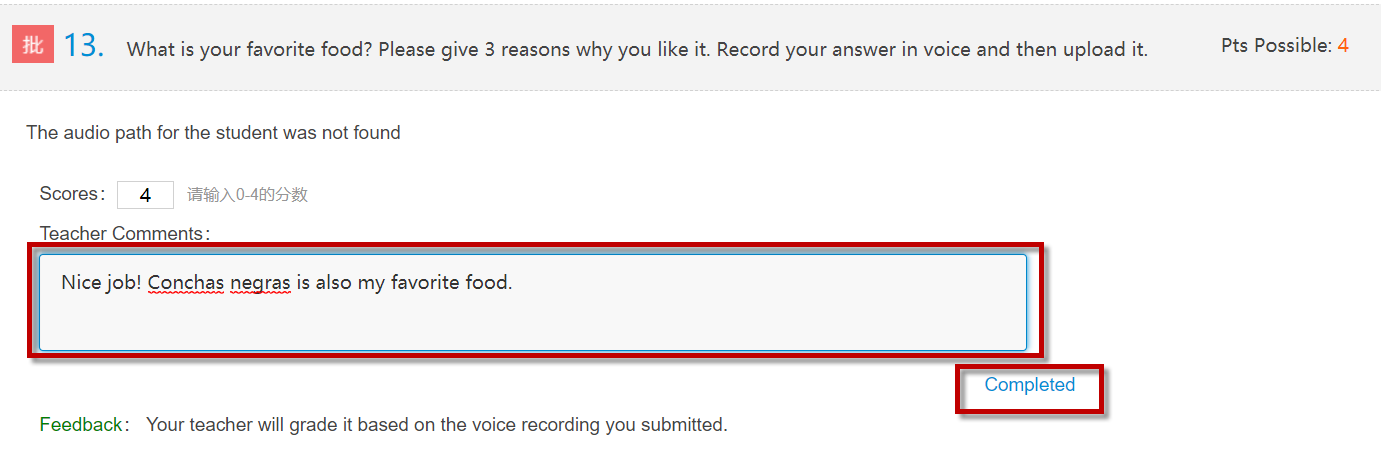 批 13. What is your favorite food? Please give 3 reasons why you like it. Record your answer in voice and then upload it. Pts Possible: 4
The audio path for the student was not found
Scores： 4 请输入0-4的分数
Teacher Comments：
Nice job! Conchas negras is also my favorite food.
Completed
Feedback： Your teacher will grade it based on the voice recording you submitted.